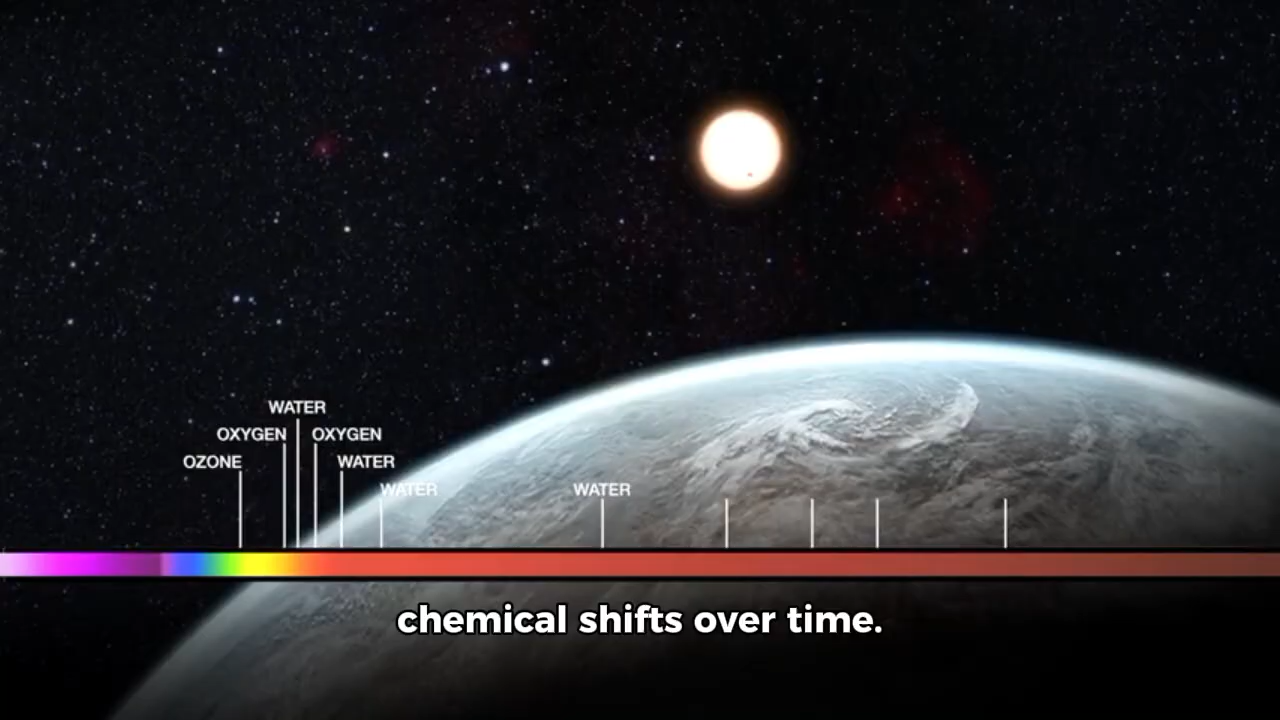 WATER
OXYGEN OXYGEN
OZONE WATER
WATER WATER
chemical shifts over time.